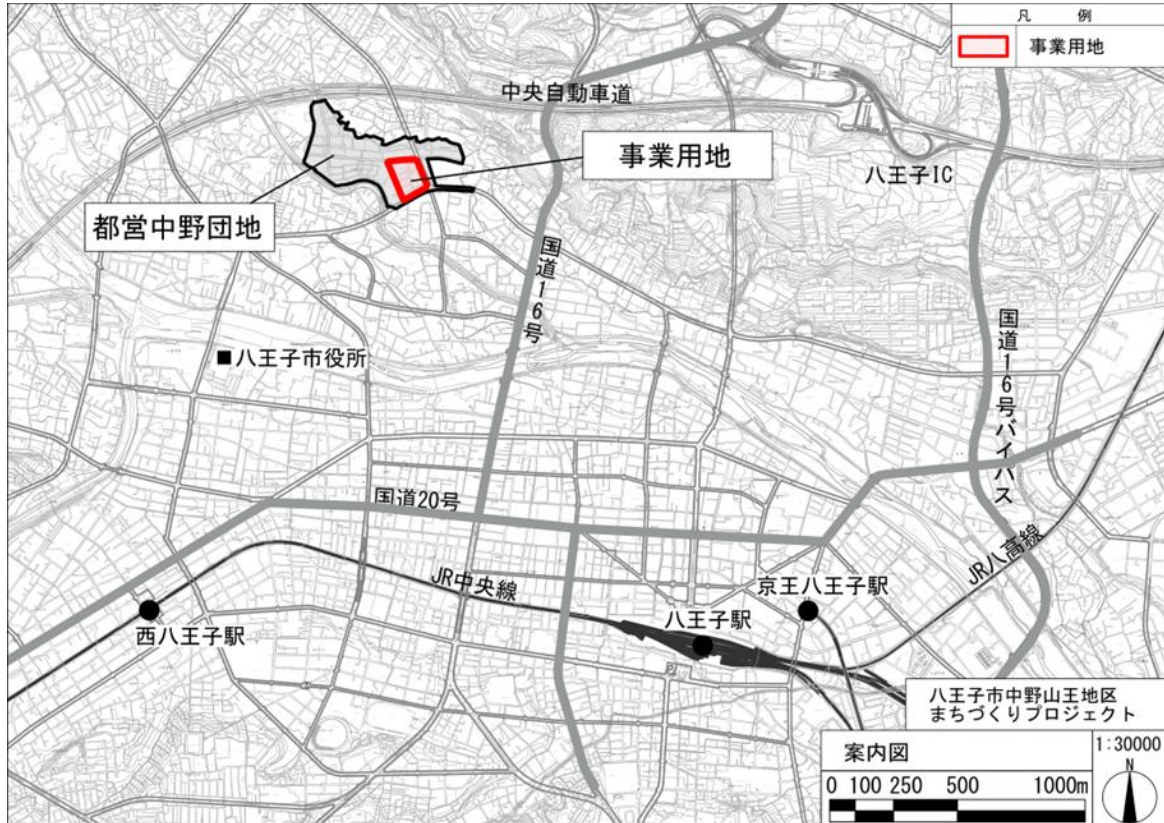 凡 例
事業用地
中央自動車道
事業用地
八王子IC
都営中野団地
国道16号
国道16号バイパス
■八王子市役所
国道20号
JR中央線
JR八高線
京王八王子駅
八王子駅
西八王子駅
八王子市中野山王地区
まちづくりプロジェクト
案内図
1:30000
N
0 100 250 500 1000m